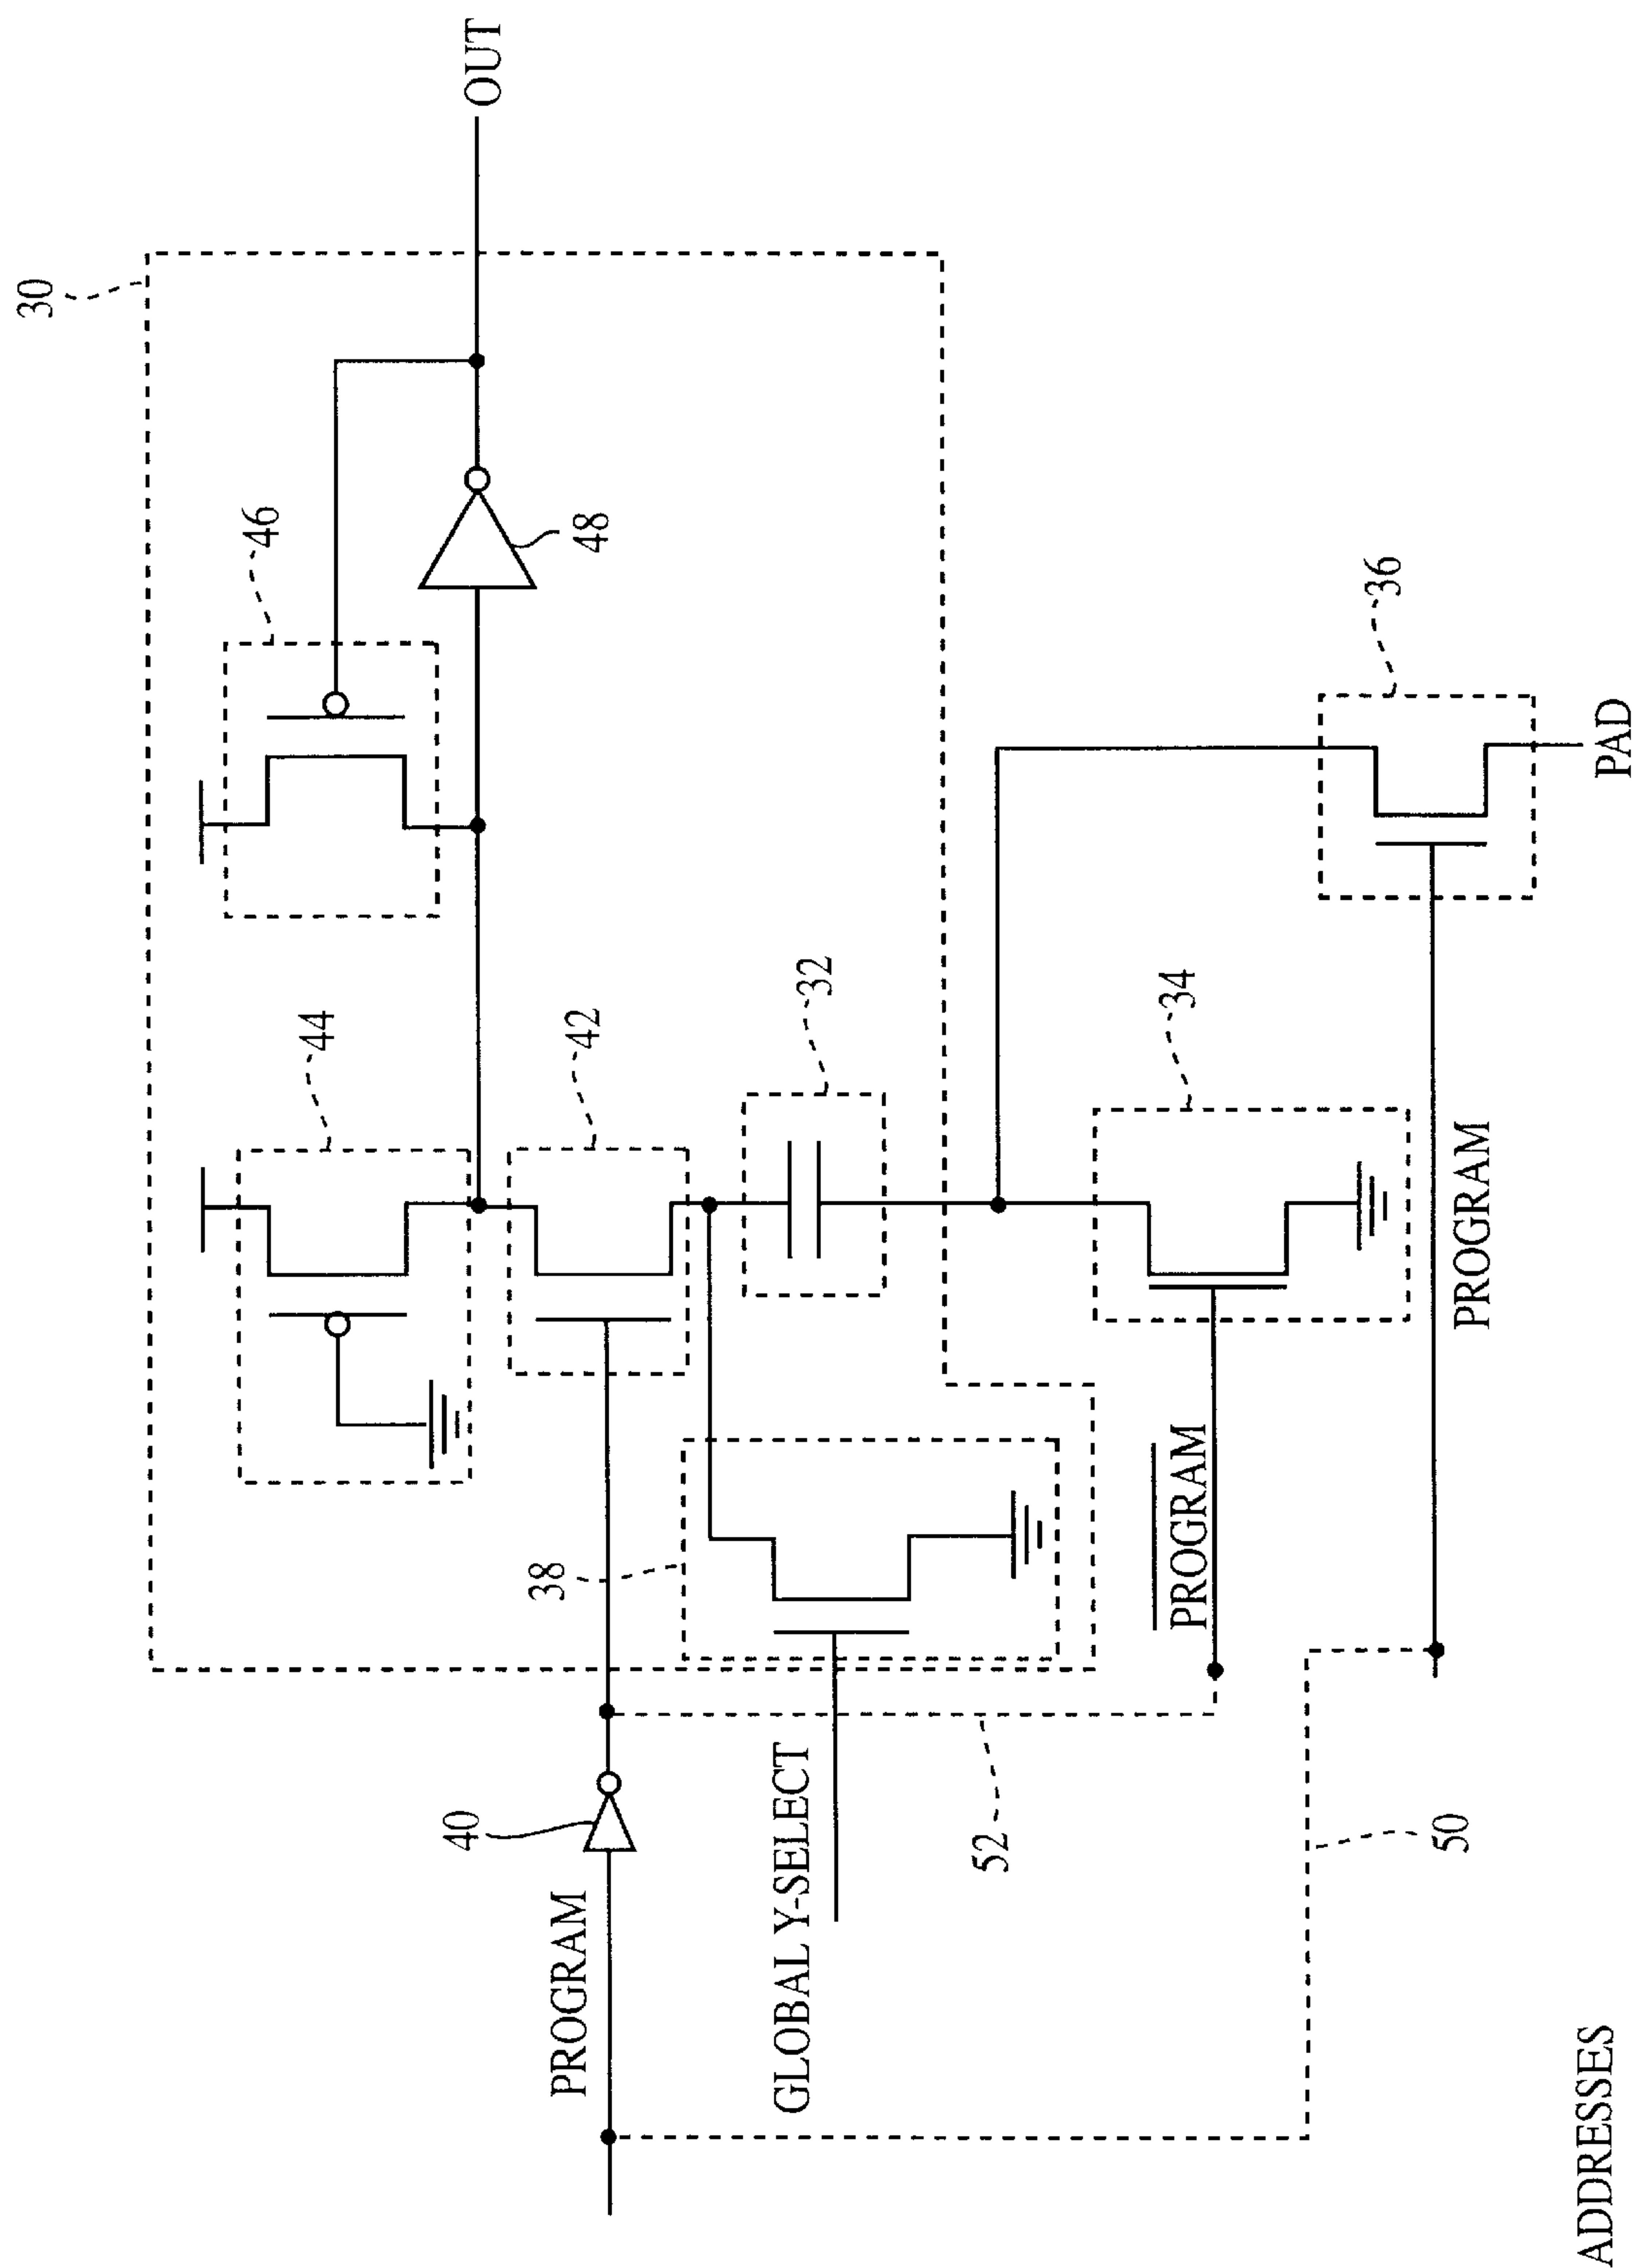 30
OUT
46
48
44
42
32
38
40
PROGRAM
GLOBAL Y-SELECT
52
50
PROGRAM
34
36
PROGRAM
PAD
ADDRESSES